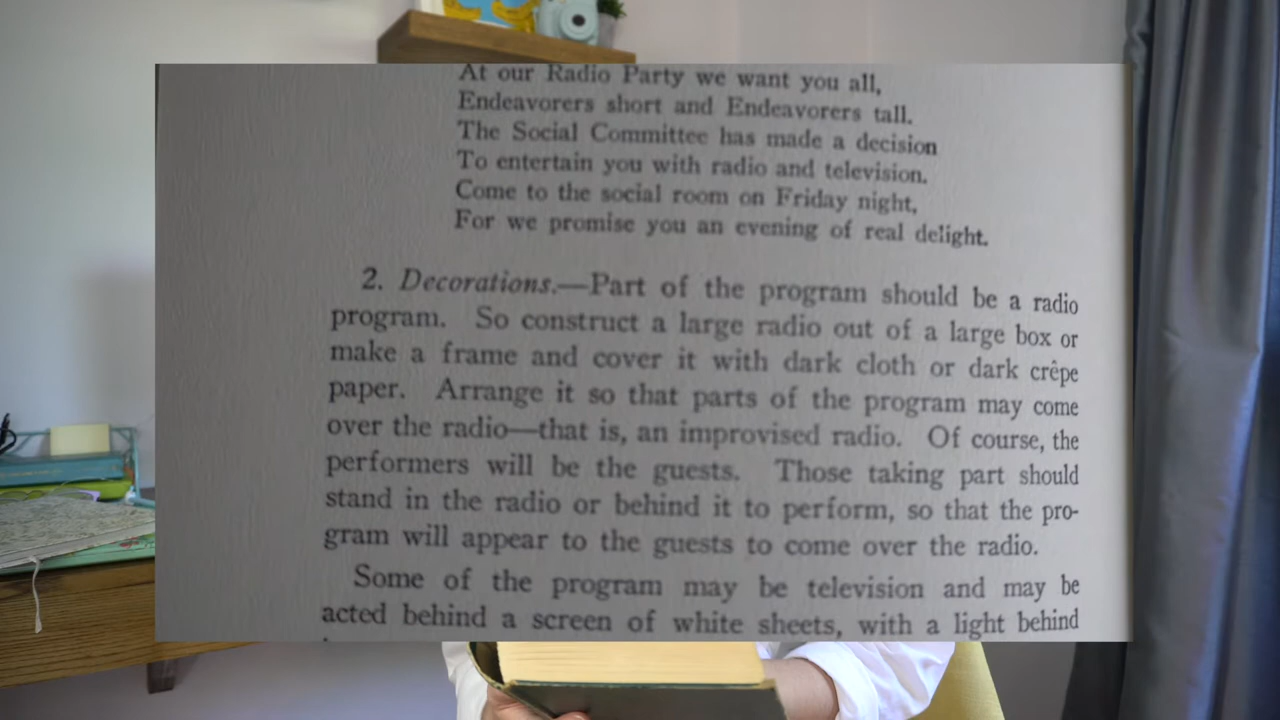 At our Radio Party we want you all,
Endeavorers short and Endeavorers tall.
The Social Committee has made a decision
To entertain you with radio and television.
Come to the social room on Friday night,
For we promise you an evening of real delight.
2. Decorations.—Part of the program should be a radio
program. So construct a large radio out of a large box or
make a frame and cover it with dark cloth or dark crêpe
paper. Arrange it so that parts of the program may come
over the radio—that is, an improvised radio. Of course, the
performers will be the guests. Those taking part should
stand in the radio or behind it to perform, so that the pro-
gram will appear to the guests to come over the radio.
Some of the program may be television and may be
acted behind a screen of white sheets, with a light behind